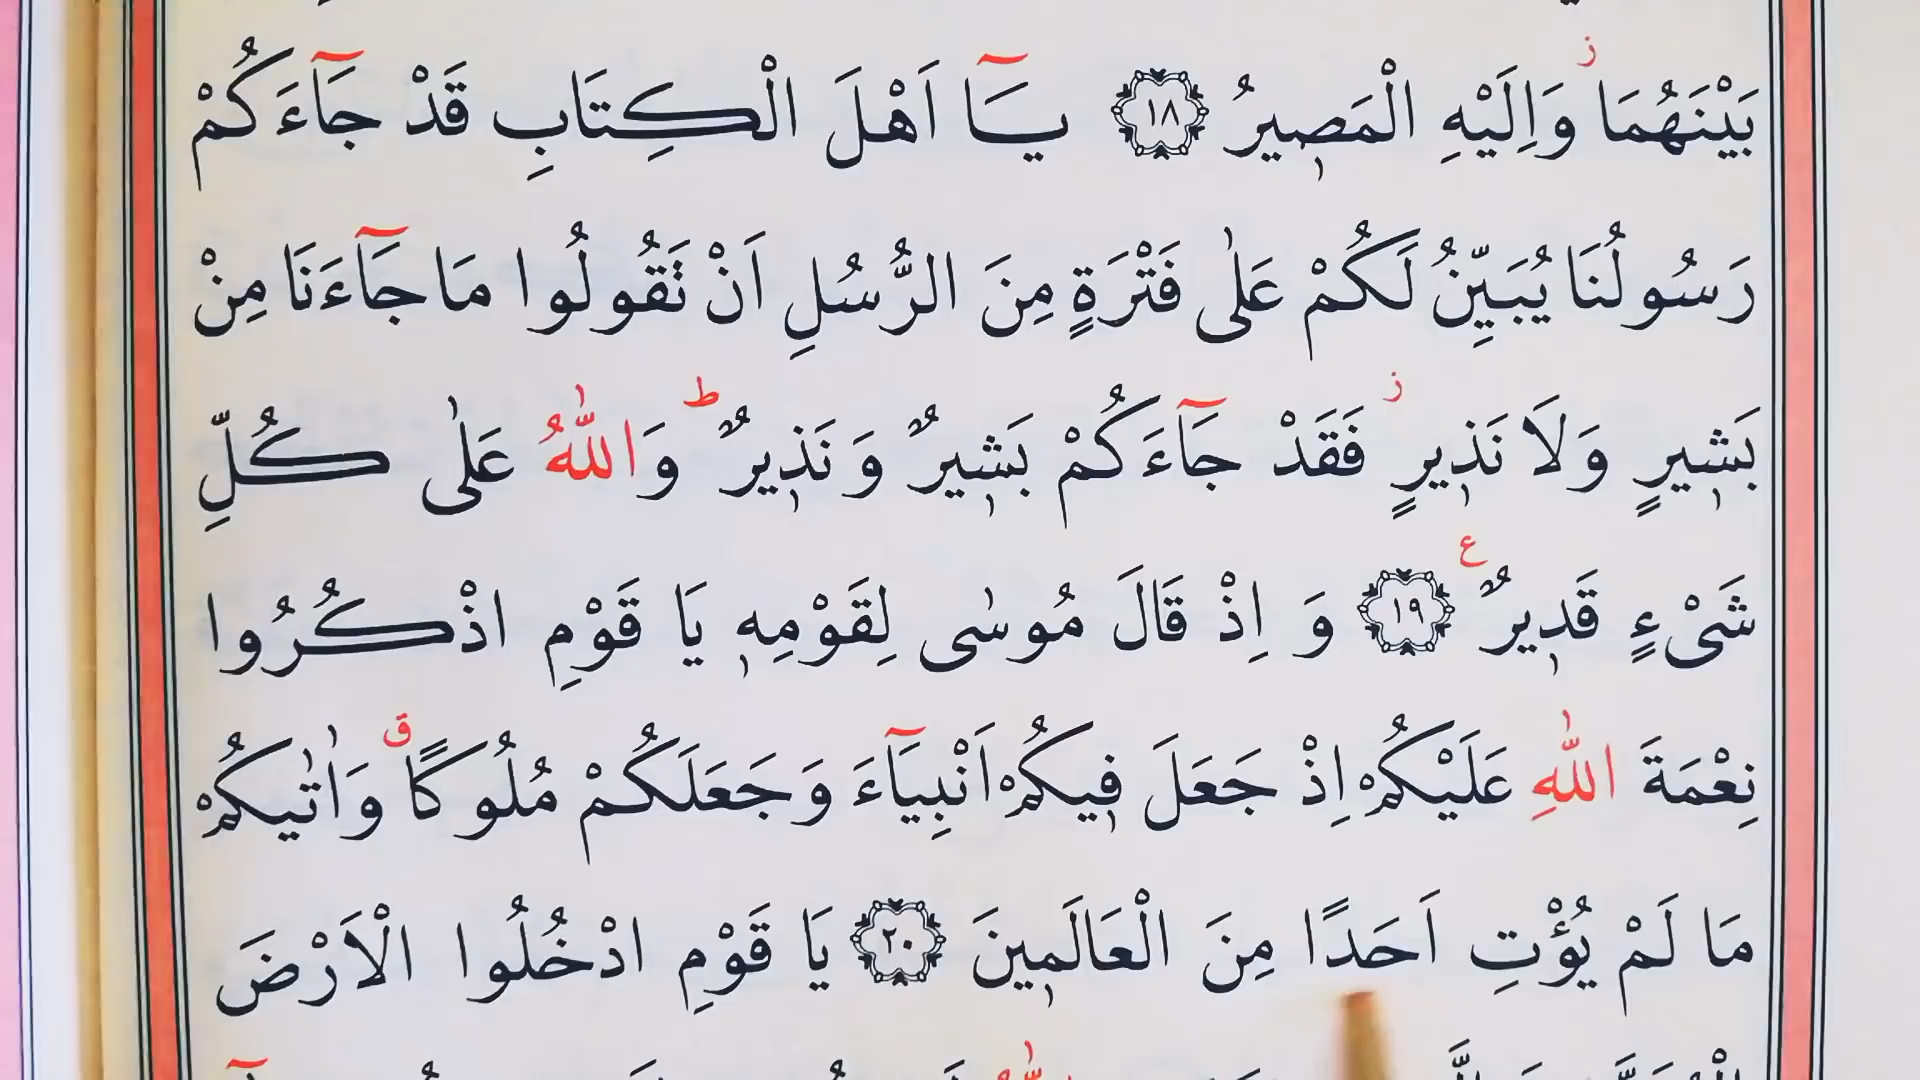 بَيْنَهُمَاۘ وَاِلَيْهِ الْمَصٖيرُ ﴿١٨﴾ يَٓا اَهْلَ الْكِتَابِ قَدْ جَٓاءَكُمْ
رَسُولُنَا يُبَيِّنُ لَكُمْ عَلٰى فَتْرَةٍ مِنَ الرُّسُلِ اَنْ تَقُولُوا مَا جَٓاءَنَا مِنْ
بَشٖيرٍ وَلَا نَذٖيرٍ ز فَقَدْ جَٓاءَكُمْ بَشٖيرٌ وَ نَذٖيرٌ ط وَاللّٰهُ عَلٰى كُلِّ
شَیْءٍ قَدٖيرٌ ع ﴿١٩﴾ وَ اِذْ قَالَ مُوسٰى لِقَوْمِهٖ يَا قَوْمِ اذْكُرُوا
نِعْمَةَ اللّٰهِ عَلَيْكُمْ اِذْ جَعَلَ فٖيكُمْ اَنْبِيَٓاءَ وَجَعَلَكُمْ مُلُوكًا ق وَاٰتٰيكُمْ
مَا لَمْ يُؤْتِ اَحَدًا مِنَ الْعَالَمٖينَ ﴿٢٠﴾ يَا قَوْمِ ادْخُلُوا الْاَرْضَ